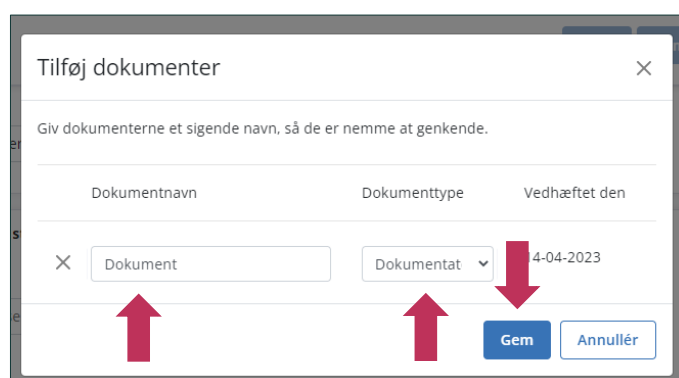 Tilføj dokumenter
Giv dokumenterne et sigende navn, så de er nemme at genkende.
Dokumentnavn Dokumenttype Vedhæftet den
Dokument Dokumentat 14-04-2023
Gem Annullér